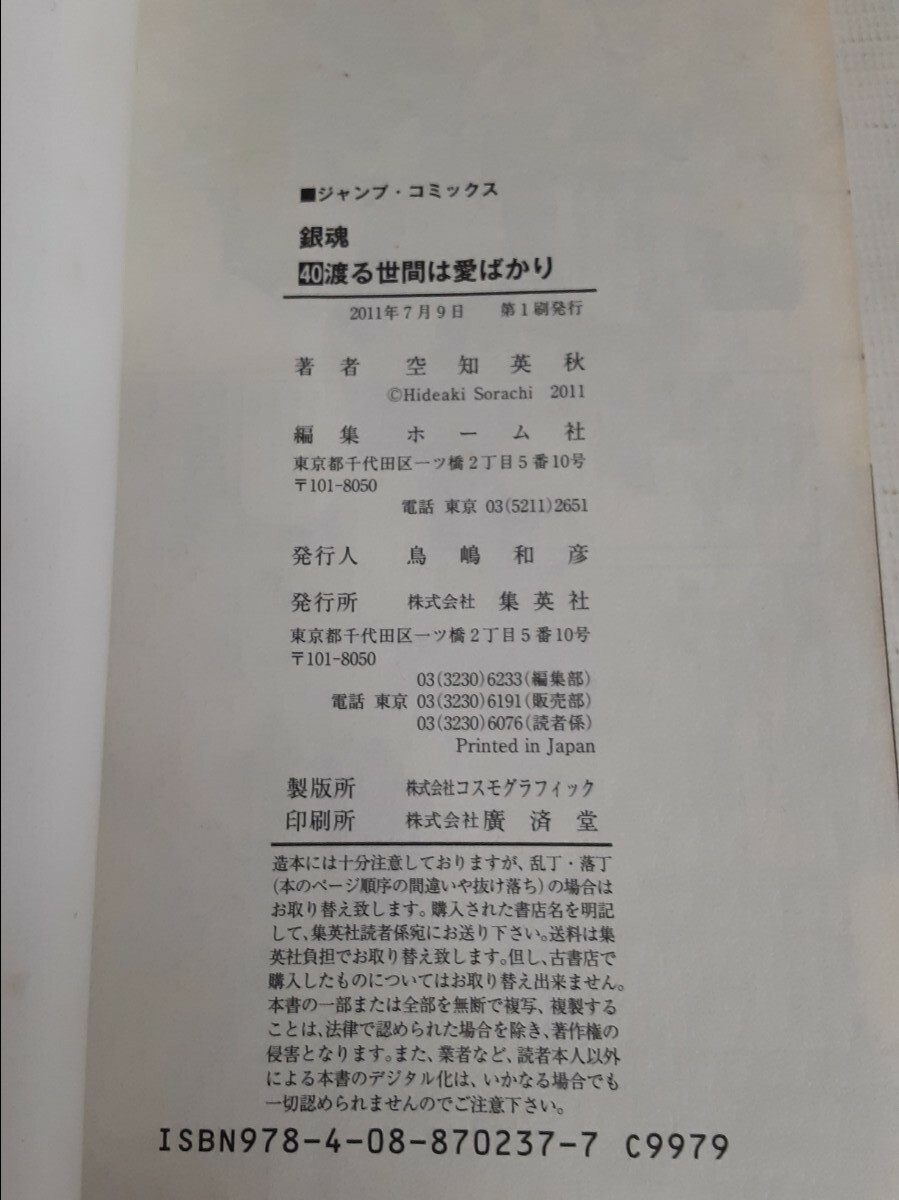 ■ジャンプ・コミックス
銀魂
40渡る世間は愛ばかり
2011年7月9日 第1刷発行
著者 空知英秋
©Hideaki Sorachi 2011
編集 ホーム社
東京都千代田区一ツ橋2丁目5番10号
〒101-8050
電話 東京 03(5211)2651
発行人 鳥嶋和彦
発行所 株式会社 集英社
東京都千代田区一ツ橋2丁目5番10号
〒101-8050
03(3230)6233(編集部)
電話 東京 03(3230)6191(販売部)
03(3230)6076(読者係)
Printed in Japan
製版所 株式会社コスモグラフィック
印刷所 株式会社廣済堂
造本には十分注意しておりますが、乱丁・落丁
(本のページ順序の間違いや抜け落ち)の場合は
お取り替え致します。購入された書店名を明記
して、集英社読者係宛にお送り下さい。送料は集
英社負担でお取り替え致します。但し、古書店で
購入したものについてはお取り替え出来ません。
本書の一部または全部を無断で複写、複製する
ことは、法律で認められた場合を除き、著作権の
侵害となります。また、業者など、読者本人以外
による本書のデジタル化は、いかなる場合でも
一切認められませんのでご注意下さい。
ISBN978-4-08-870237-7 C9979